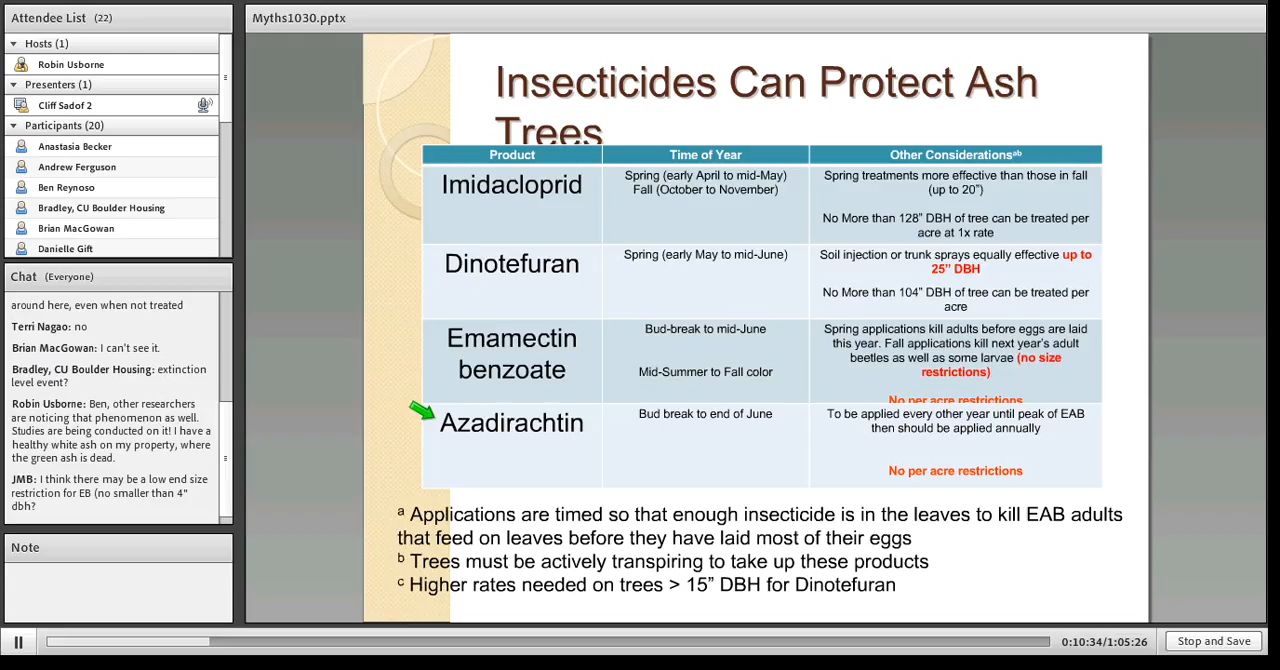 Attendee List (22)
Hosts (1)
Robin Usborne
Presenters (1)
Cliff Sadof 2
Participants (20)
Anastasia Becker
Andrew Ferguson
Ben Reynoso
Bradley, CU Boulder Housing
Brian MacGowan
Danielle Gift
Chat (Everyone)
around here, even when not treated
Terri Nagao: no
Brian MacGowan: I can't see it.
Bradley, CU Boulder Housing: extinction
level event?
Robin Usborne: Ben, other researchers
are noticing that phenomenon as well.
Studies are being conducted on it! I have a
healthy white ash on my property, where
the green ash is dead.
JMB: I think there may be a low end size
restriction for EB (no smaller than 4"
dbh?
Note
Myths1030.pptx
Insecticides Can Protect Ash
Trees
Product
Time of Year
Other Considerationsᵃᵇ
Imidacloprid
Spring (early April to mid-May)
Fall (October to November)
Spring treatments more effective than those in fall
(up to 20”)
No More than 128” DBH of tree can be treated per
acre at 1x rate
Dinotefuran
Spring (early May to mid-June)
Soil injection or trunk sprays equally effective up to
25” DBH
No More than 104” DBH of tree can be treated per
acre
Emamectin
benzoate
Bud-break to mid-June
Mid-Summer to Fall color
Spring applications kill adults before eggs are laid
this year. Fall applications kill next year’s adult
beetles as well as some larvae (no size
restrictions)
No per acre restrictions
Azadirachtin
Bud break to end of June
To be applied every other year until peak of EAB
then should be applied annually
No per acre restrictions
ᵃ Applications are timed so that enough insecticide is in the leaves to kill EAB adults
that feed on leaves before they have laid most of their eggs
ᵇ Trees must be actively transpiring to take up these products
ᶜ Higher rates needed on trees > 15” DBH for Dinotefuran
0:10:34/1:05:26
Stop and Save